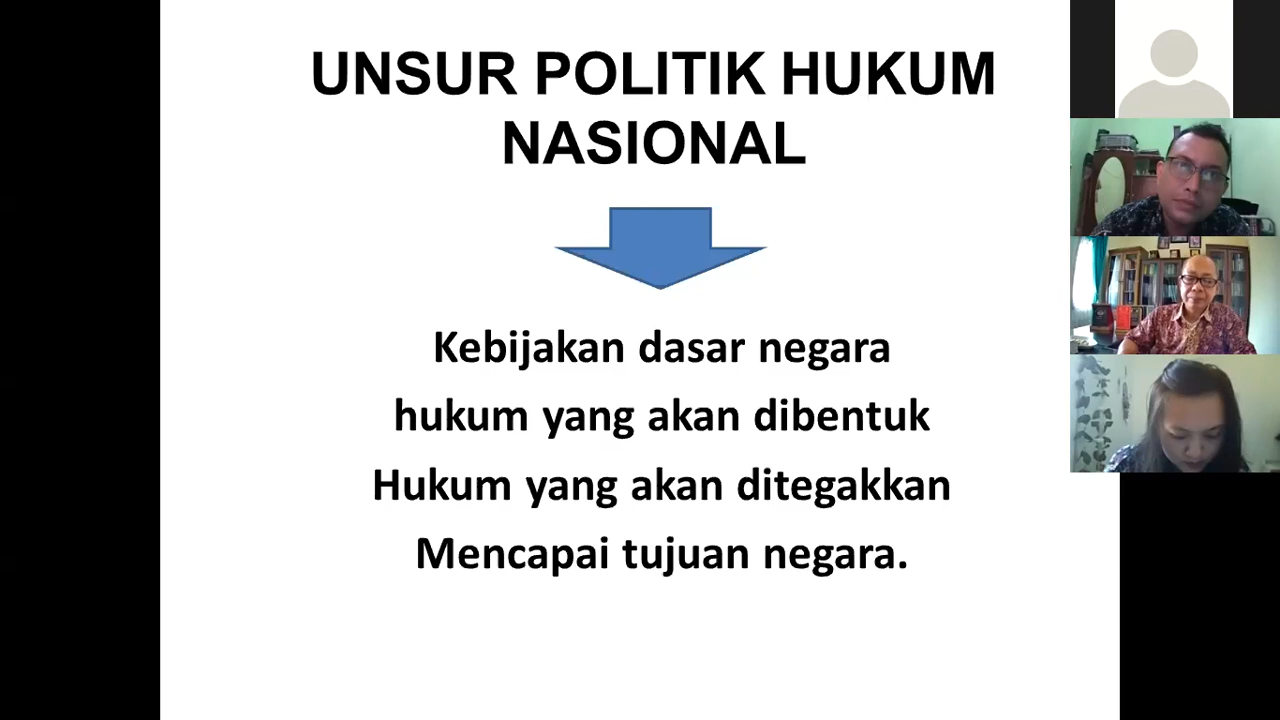 UNSUR POLITIK HUKUM
NASIONAL
Kebijakan dasar negara
hukum yang akan dibentuk
Hukum yang akan ditegakkan
Mencapai tujuan negara.